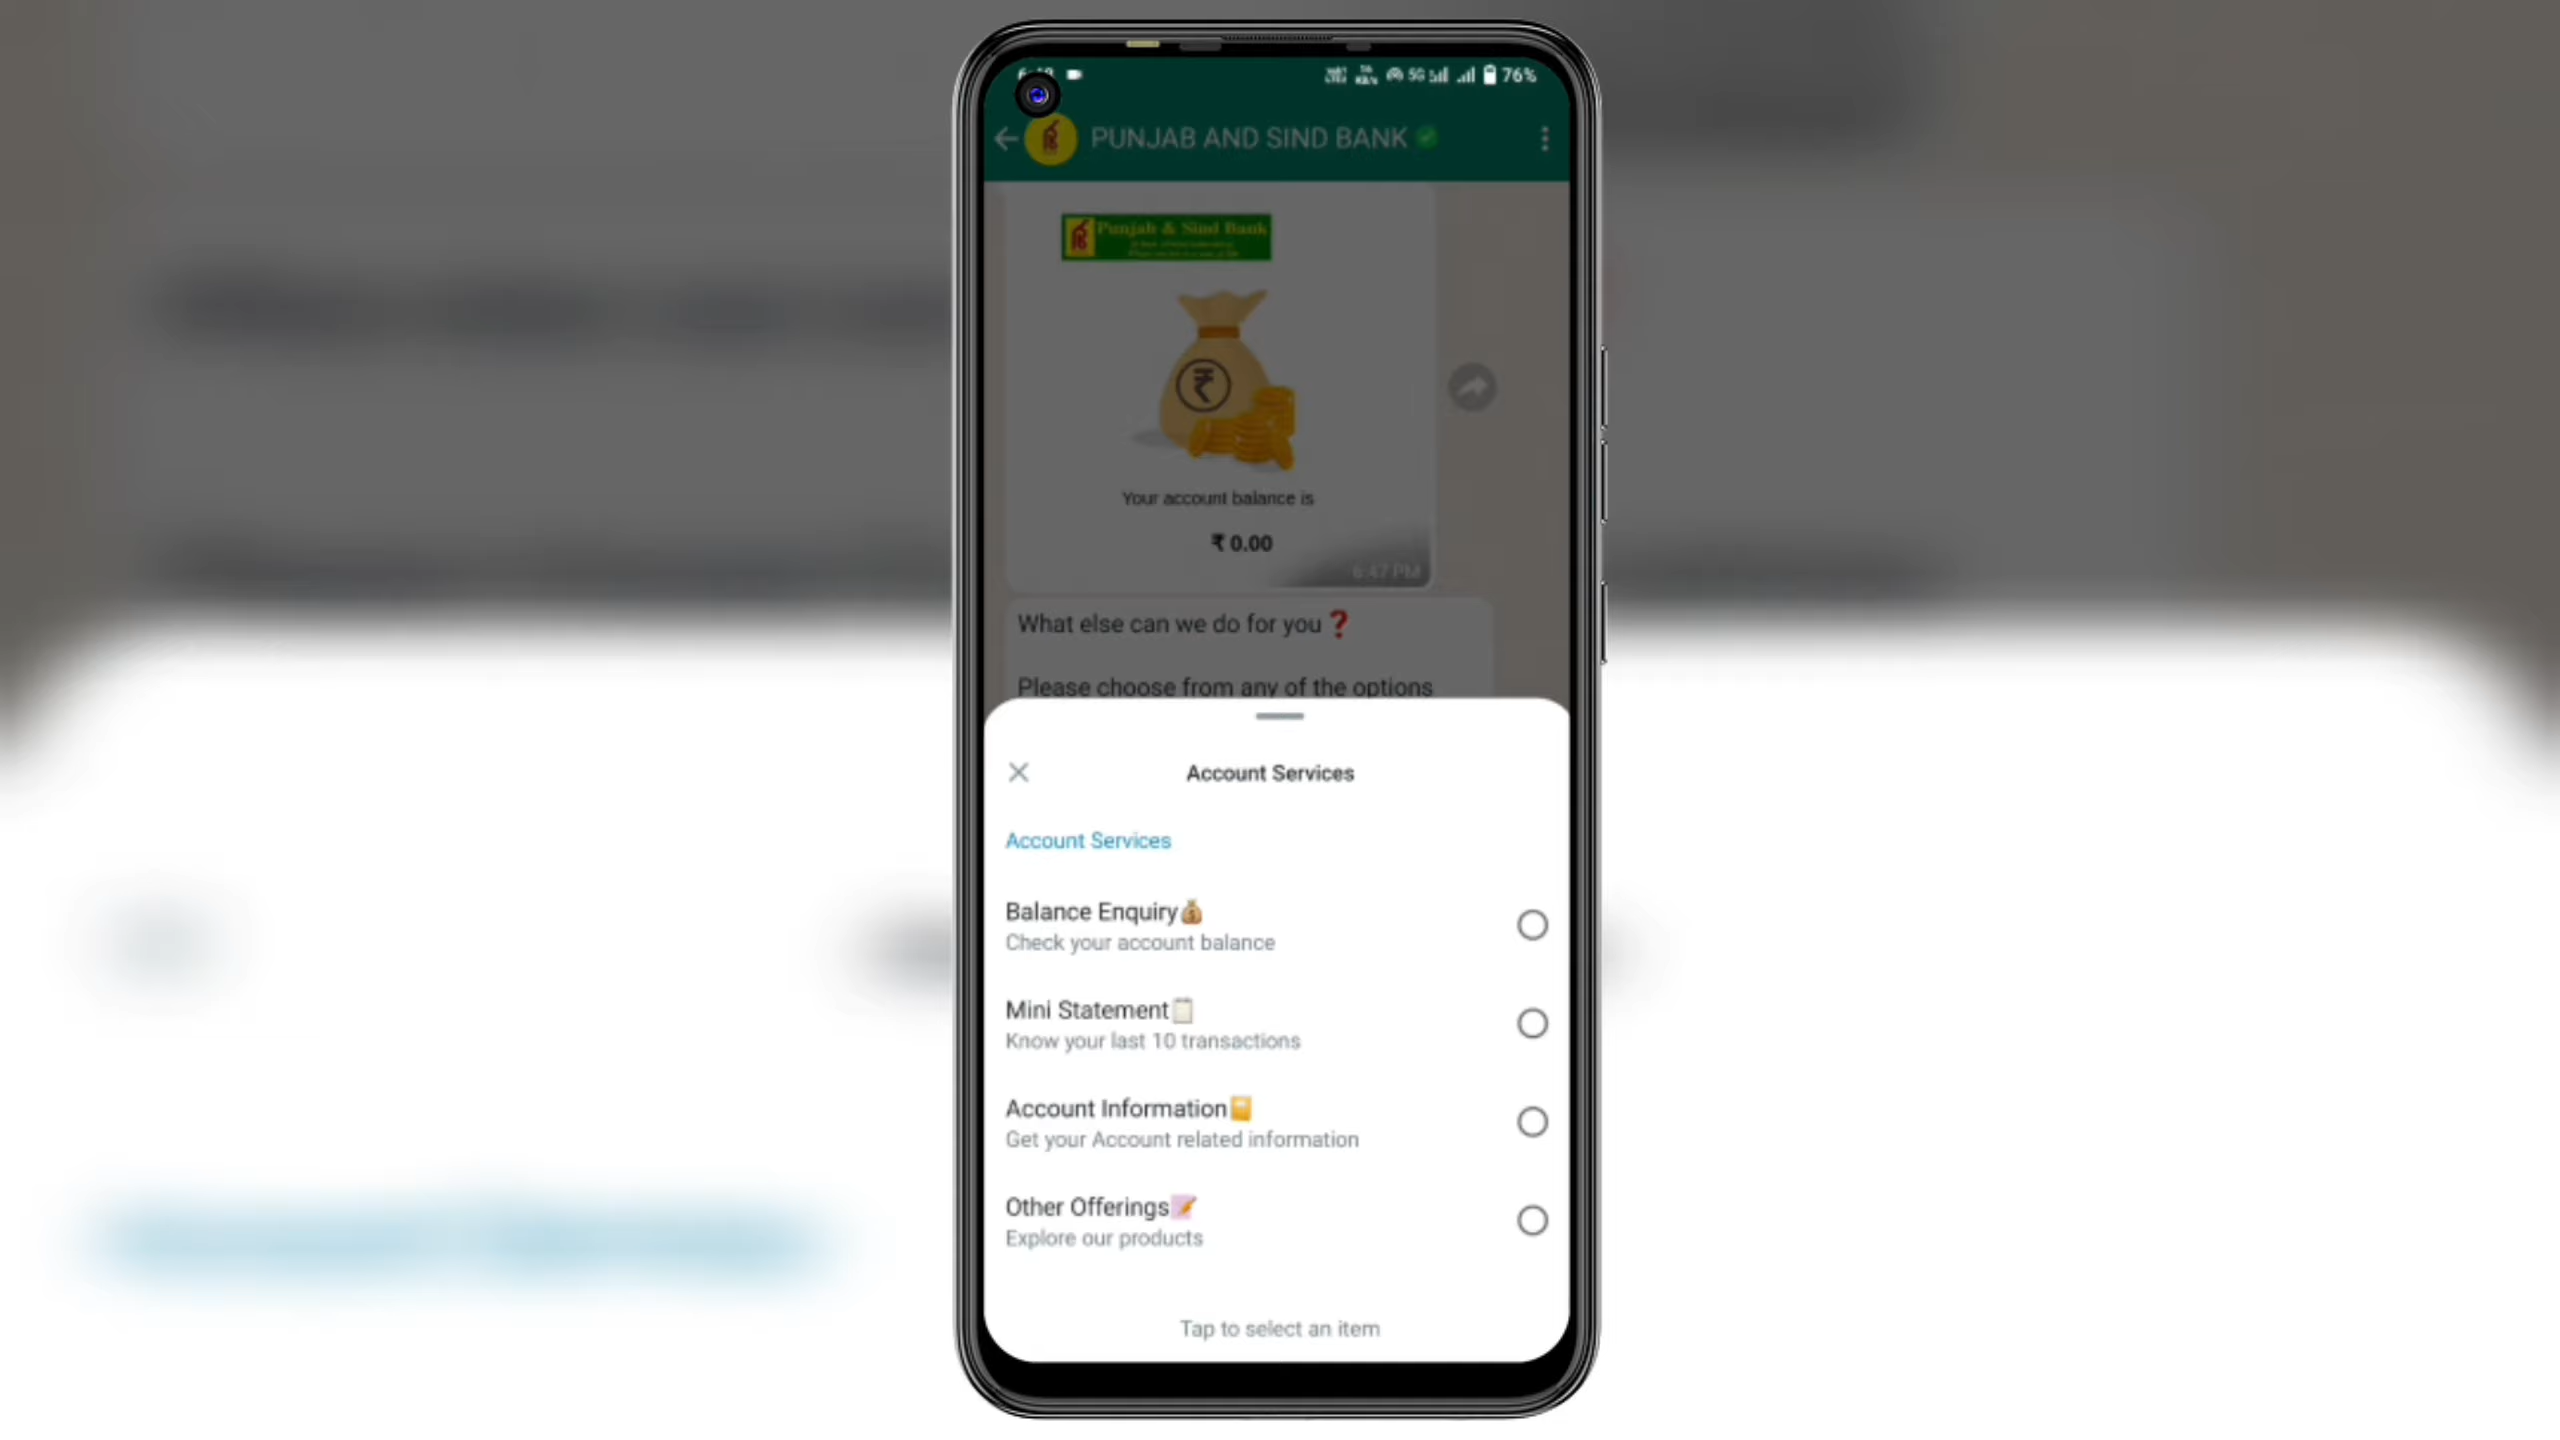 5G 76%
PUNJAB AND SIND BANK
Punjab & Sind Bank
Your account balance is
₹ 0.00
6:47 PM
What else can we do for you ❓
Please choose from any of the options
Account Services
Account Services
Balance Enquiry💰
Check your account balance
Mini Statement📋
Know your last 10 transactions
Account Information📒
Get your Account related information
Other Offerings📝
Explore our products
Tap to select an item